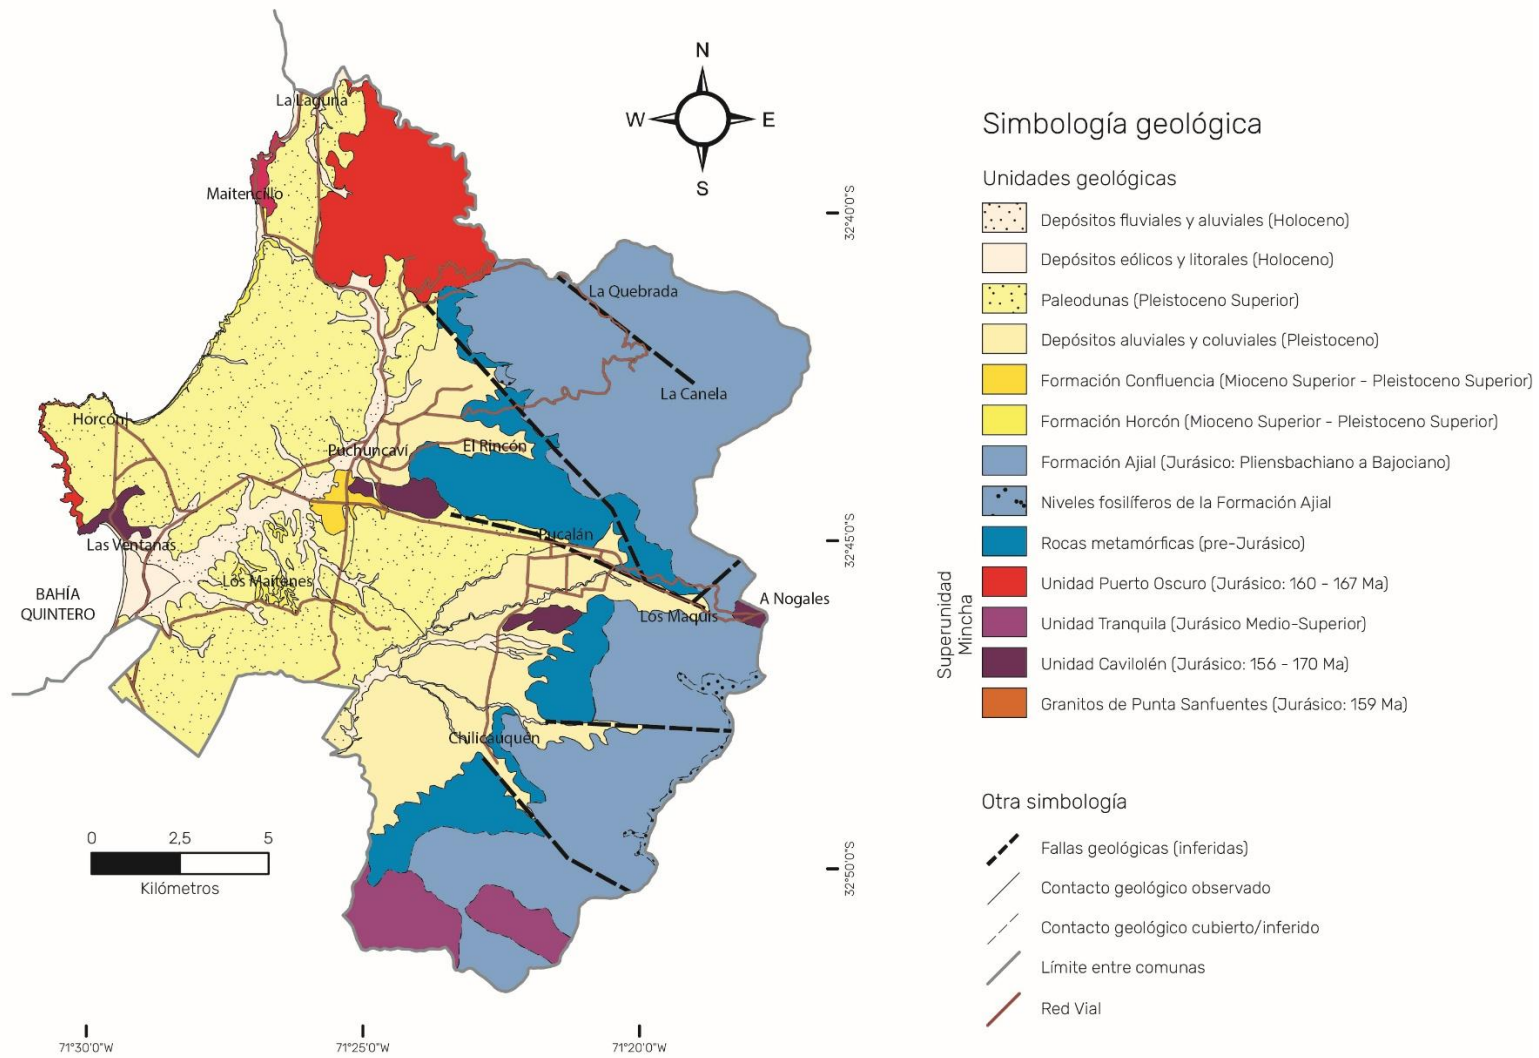 N
W
E
S
La Laguna
Maitencillo
La Quebrada
La Canela
Horcón
Puchuncaví
El Rincón
Pucalán
Las Ventanas
BAHÍA
QUINTERO
Los Maitenes
A Nogales
Los Maquis
Chilicauquén
0 2,5 5
Kilómetros
32°40'0"S
32°45'0"S
32°50'0"S
71°30'0"W
71°25'0"W
71°20'0"W
Simbología geológica
Unidades geológicas
Depósitos fluviales y aluviales (Holoceno)
Depósitos eólicos y litorales (Holoceno)
Paleodunas (Pleistoceno Superior)
Depósitos aluviales y coluviales (Pleistoceno)
Formación Confluencia (Mioceno Superior - Pleistoceno Superior)
Formación Horcón (Mioceno Superior - Pleistoceno Superior)
Formación Ajial (Jurásico: Pliensbachiano a Bajociano)
Niveles fosilíferos de la Formación Ajial
Rocas metamórficas (pre-Jurásico)
Superunidad
Mincha
Unidad Puerto Oscuro (Jurásico: 160 - 167 Ma)
Unidad Tranquila (Jurásico Medio-Superior)
Unidad Cavilolén (Jurásico: 156 - 170 Ma)
Granitos de Punta Sanfuentes (Jurásico: 159 Ma)
Otra simbología
Fallas geológicas (inferidas)
Contacto geológico observado
Contacto geológico cubierto/inferido
Límite entre comunas
Red Vial